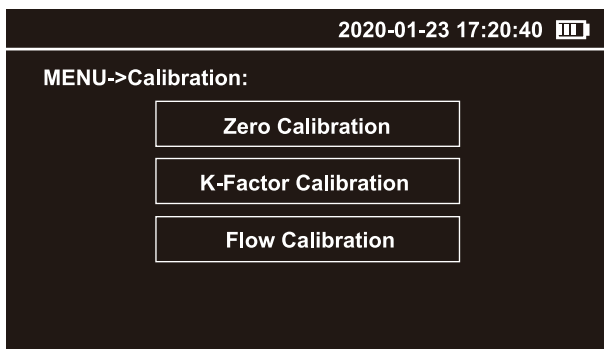 2020-01-23 17:20:40
MENU->Calibration:
Zero Calibration
K-Factor Calibration
Flow Calibration